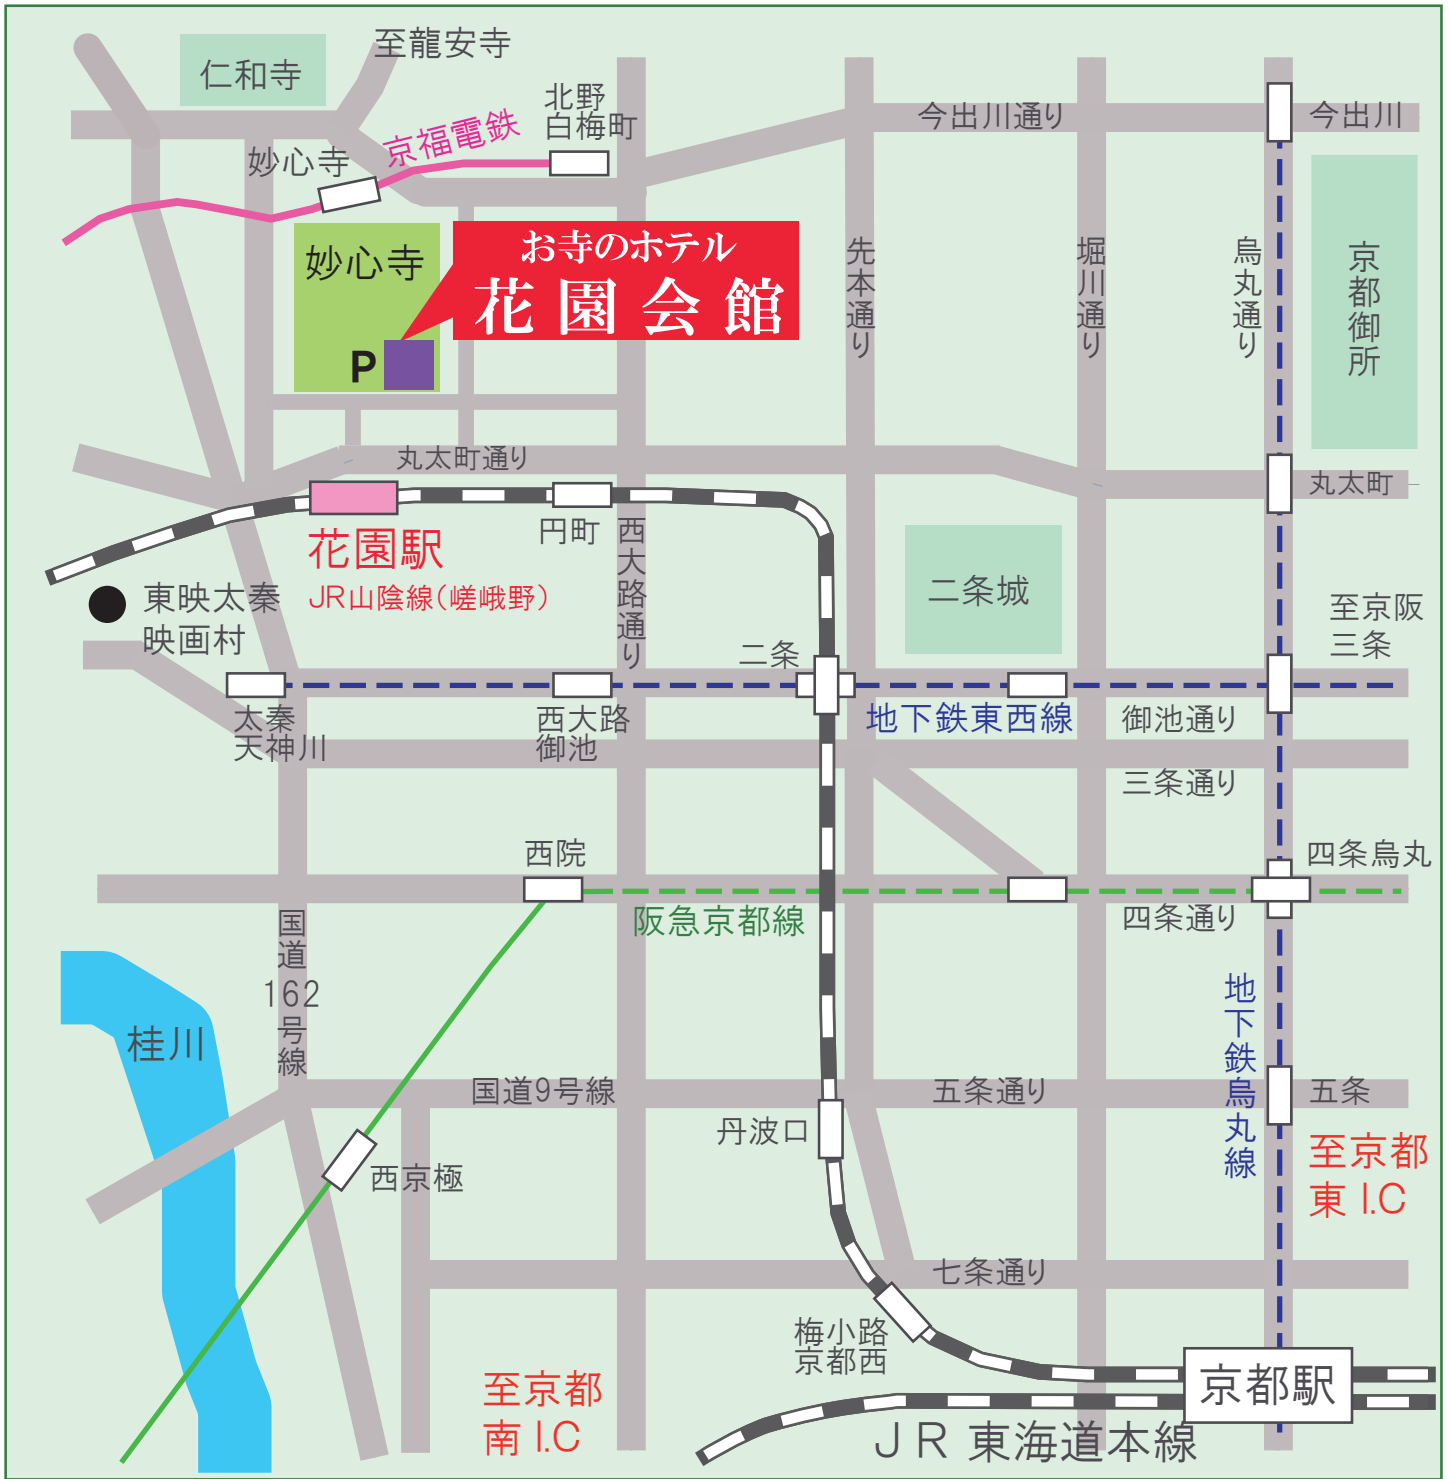 至龍安寺
仁和寺
北野
白梅町
京福電鉄
今出川通り
今出川
妙心寺
妙心寺
お寺のホテル
花園会館
P
先本通り
堀川通り
烏丸通り
京都御所
丸太町通り
丸太町
花園駅
JR山陰線(嵯峨野)
円町
西大路通り
二条城
東映太秦
映画村
至京阪
三条
二条
太秦
天神川
西大路
御池
地下鉄東西線
御池通り
三条通り
西院
四条烏丸
阪急京都線
四条通り
国道162号線
桂川
地下鉄烏丸線
国道9号線
五条通り
五条
丹波口
西京極
至京都
東 I.C
七条通り
梅小路
京都西
至京都
南 I.C
京都駅
JR 東海道本線